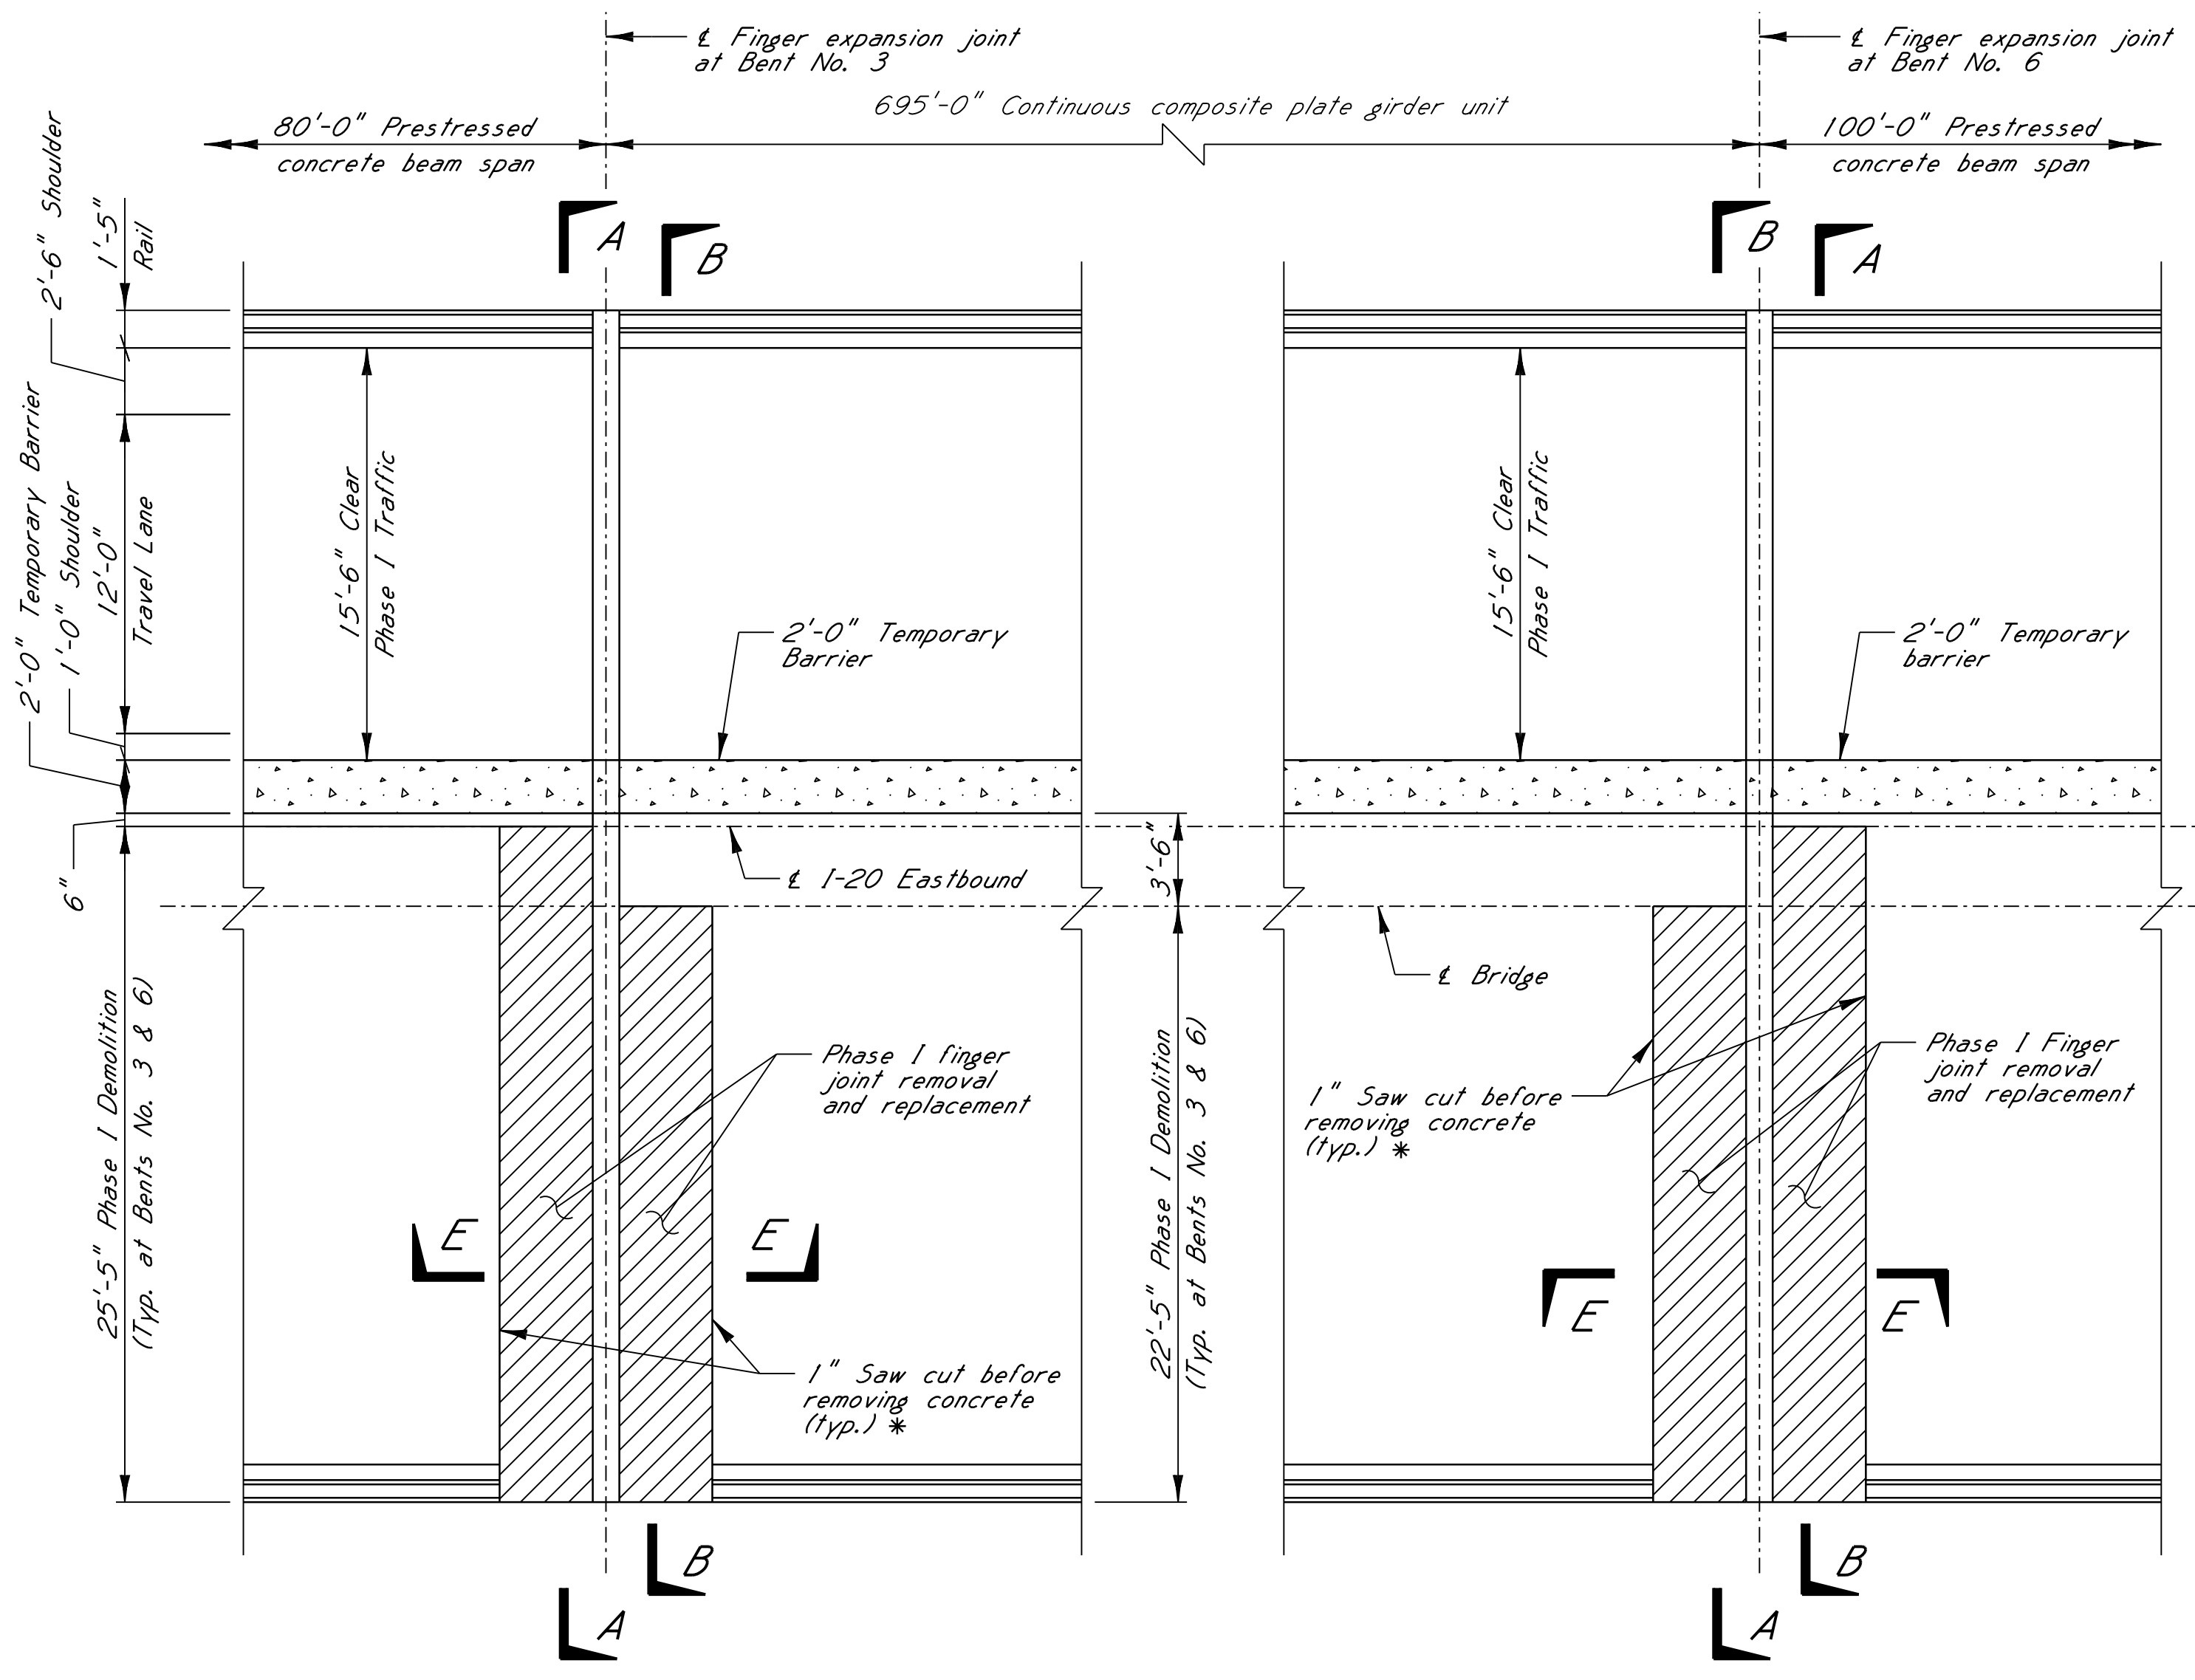 ℄ Finger expansion joint
at Bent No. 3
℄ Finger expansion joint
at Bent No. 6
695'-0" Continuous composite plate girder unit
80'-0" Prestressed
concrete beam span
100'-0" Prestressed
concrete beam span
A
B
B
A
2'-6" Shoulder
1'-5"
Rail
2'-0" Temporary Barrier
1'-0" Shoulder
12'-0"
Travel Lane
15'-6" Clear
Phase I Traffic
15'-6" Clear
Phase I Traffic
2'-0" Temporary
Barrier
2'-0" Temporary
barrier
6"
℄ I-20 Eastbound
3'-6"
℄ Bridge
25'-5" Phase I Demolition
(Typ. at Bents No. 3 & 6)
Phase I finger
joint removal
and replacement
22'-5" Phase I Demolition
(Typ. at Bents No. 3 & 6)
1" Saw cut before
removing concrete
(typ.) *
Phase I Finger
joint removal
and replacement
E
E
E
E
1" Saw cut before
removing concrete
(typ.) *
B
A
B
A